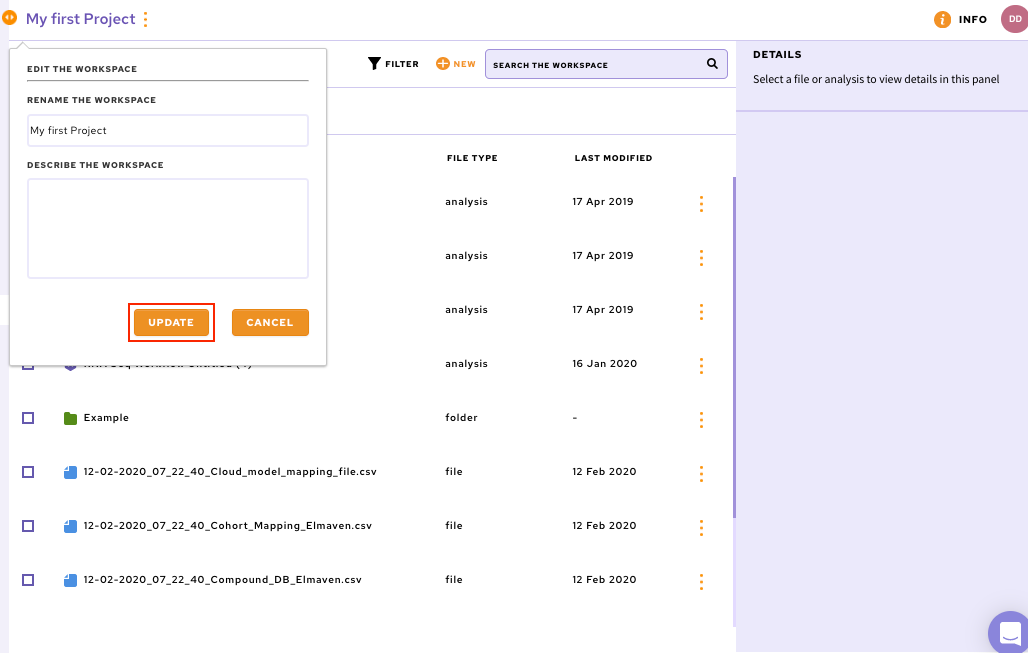 My first Project
INFO
DD
EDIT THE WORKSPACE
RENAME THE WORKSPACE
My first Project
DESCRIBE THE WORKSPACE
UPDATE
CANCEL
FILTER
NEW
SEARCH THE WORKSPACE
DETAILS
Select a file or analysis to view details in this panel
FILE TYPE LAST MODIFIED
analysis 17 Apr 2019
analysis 17 Apr 2019
analysis 17 Apr 2019
analysis 16 Jan 2020
Example folder -
12-02-2020_07_22_40_Cloud_model_mapping_file.csv file 12 Feb 2020
12-02-2020_07_22_40_Cohort_Mapping_Elmaven.csv file 12 Feb 2020
12-02-2020_07_22_40_Compound_DB_Elmaven.csv file 12 Feb 2020